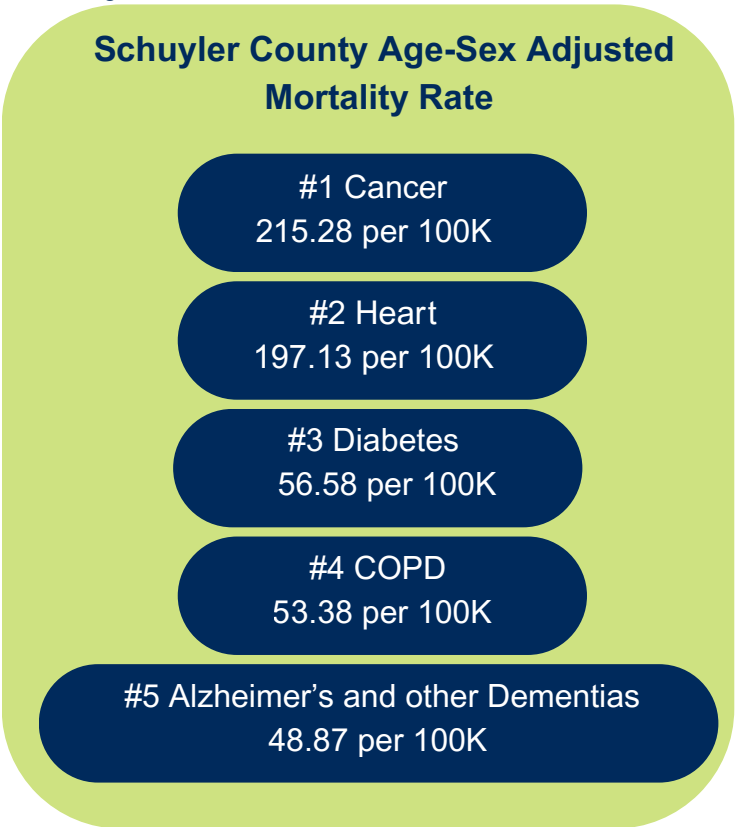 Schuyler County Age-Sex Adjusted
Mortality Rate
#1 Cancer
215.28 per 100K
#2 Heart
197.13 per 100K
#3 Diabetes
56.58 per 100K
#4 COPD
53.38 per 100K
#5 Alzheimer’s and other Dementias
48.87 per 100K